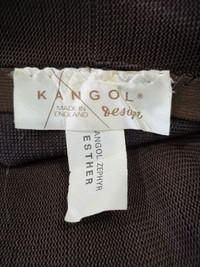 KANGOL®
MADE IN
ENGLAND
Design
KANGOL ZEPHYR
ESTHER